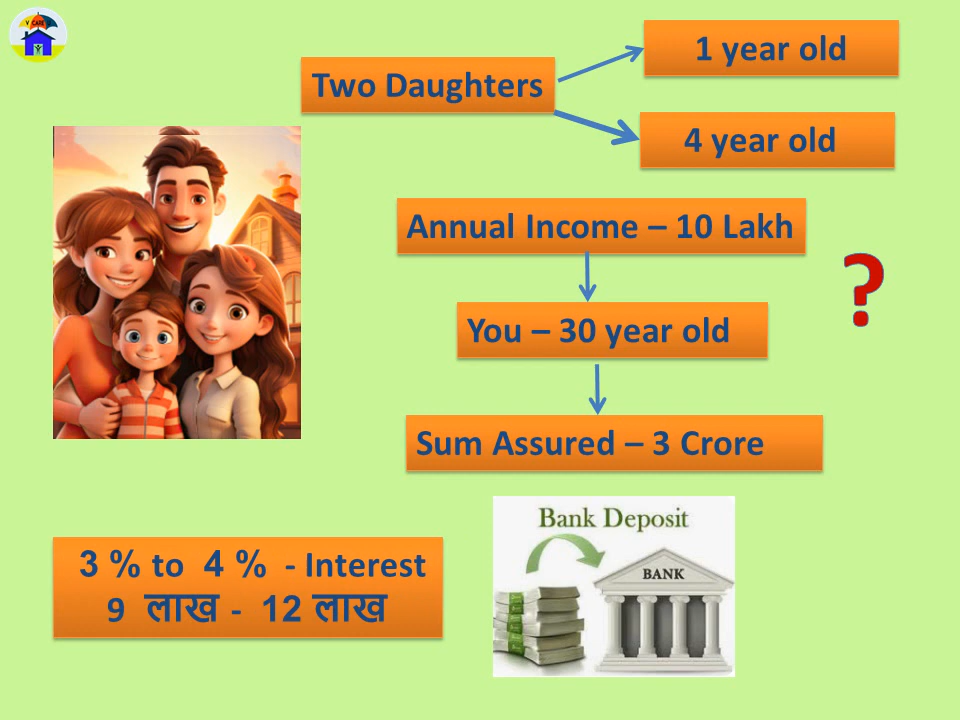 V CARE
1 year old
Two Daughters
4 year old
Annual Income – 10 Lakh
?
You – 30 year old
Sum Assured – 3 Crore
Bank Deposit
BANK
3 % to 4 % - Interest
9 लाख - 12 लाख